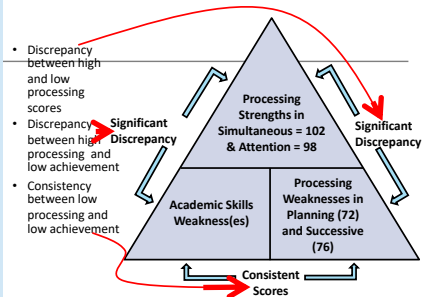 • Discrepancy
between high
and low
processing
scores
• Discrepancy
between high
processing and
low achievement
• Consistency
between low
processing and
low achievement
Significant
Discrepancy
Processing
Strengths in
Simultaneous = 102
& Attention = 98
Significant
Discrepancy
Academic Skills
Weakness(es)
Processing
Weaknesses in
Planning (72)
and Successive
(76)
Consistent
Scores